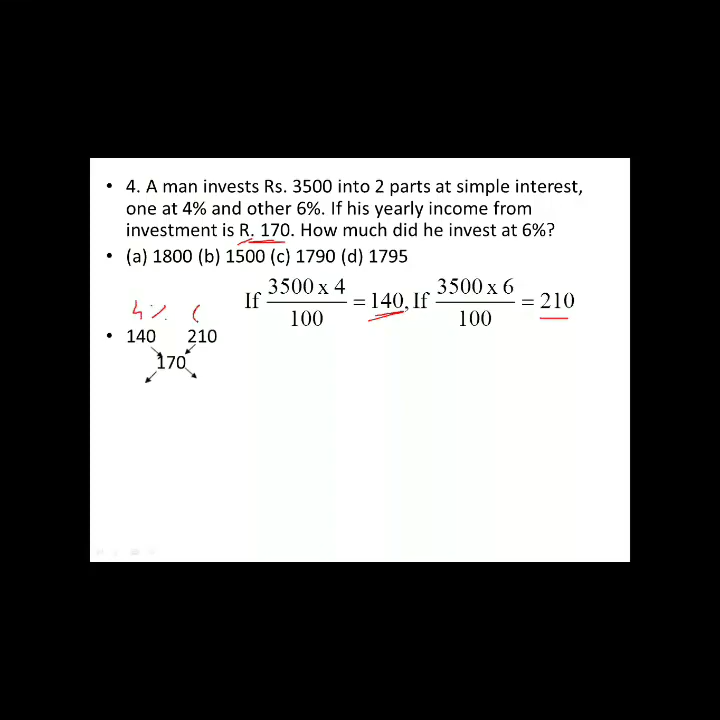 • 4. A man invests Rs. 3500 into 2 parts at simple interest,
one at 4% and other 6%. If his yearly income from
investment is R. 170. How much did he invest at 6%?
• (a) 1800 (b) 1500 (c) 1790 (d) 1795
If 3500 x 4 / 100 = 140, If 3500 x 6 / 100 = 210
4%
• 140 210
170